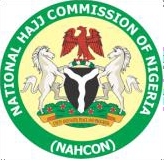 NATIONAL HAJJ COMMISSION OF NIGERIA
(NAHCON)